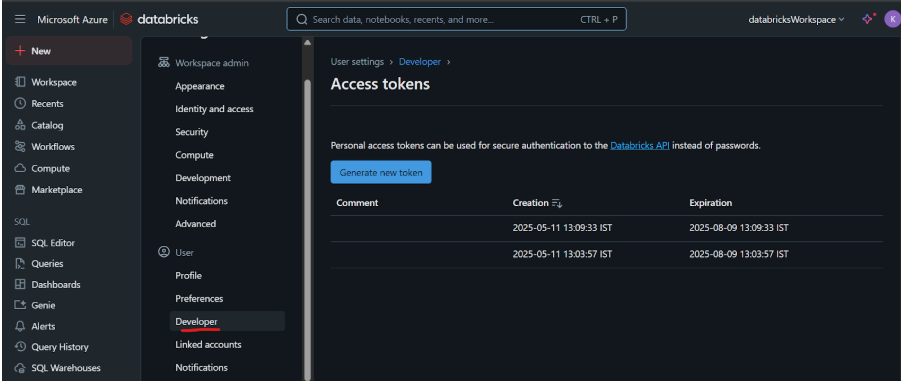 Microsoft Azure databricks Search data, notebooks, recents, and more... CTRL + P databricksWorkspace K
New
Workspace
Recents
Catalog
Workflows
Compute
Marketplace
SQL
SQL Editor
Queries
Dashboards
Genie
Alerts
Query History
SQL Warehouses
Workspace admin
Appearance
Identity and access
Security
Compute
Development
Notifications
Advanced
User
Profile
Preferences
Developer
Linked accounts
Notifications
User settings › Developer ›
Access tokens
Personal access tokens can be used for secure authentication to the Databricks API instead of passwords.
Generate new token
Comment Creation Expiration
2025-05-11 13:09:33 IST 2025-08-09 13:09:33 IST
2025-05-11 13:03:57 IST 2025-08-09 13:03:57 IST